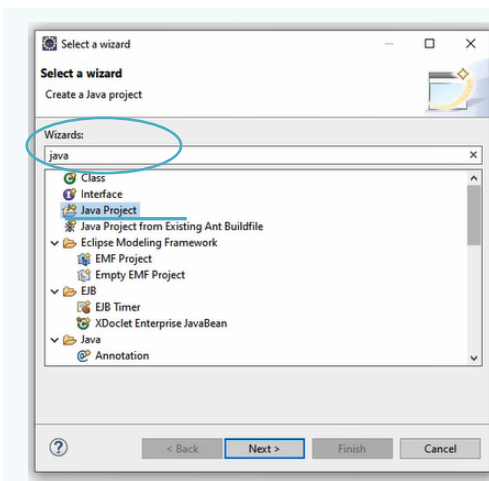 Select a wizard
Select a wizard
Create a Java project
Wizards:
java
Class
Interface
Java Project
Java Project from Existing Ant Buildfile
Eclipse Modeling Framework
EMF Project
Empty EMF Project
EJB
EJB Timer
XDoclet Enterprise JavaBean
Java
Annotation
? < Back Next > Finish Cancel